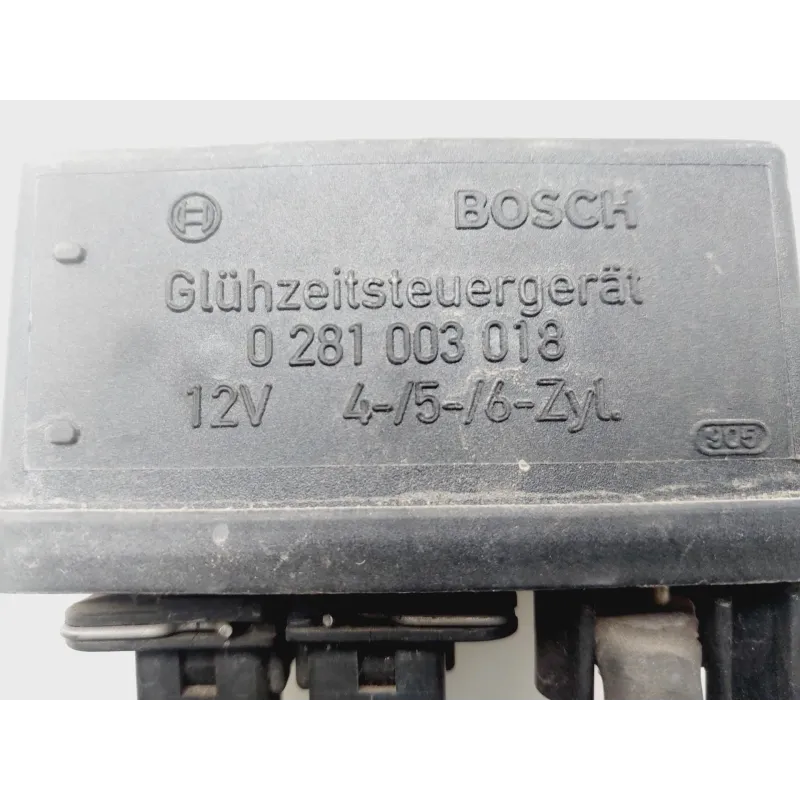 BOSCH
Glühzeitsteuergerät
0 281 003 018
12V 4-/5-/6-Zyl.
905